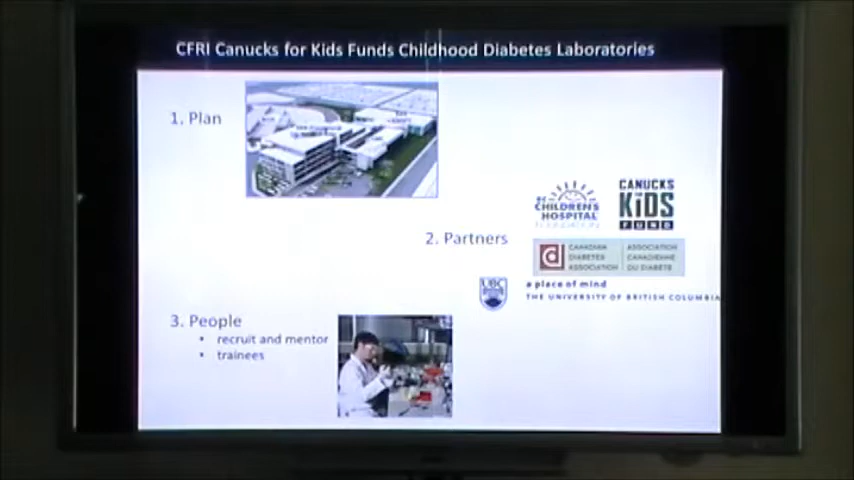 CFRI Canucks for Kids Funds Childhood Diabetes Laboratories
1. Plan
2. Partners
BC
CHILDREN'S
HOSPITAL
FOUNDATION
CANUCKS
FOR
KiDS
FUND
CANADIAN
DIABETES
ASSOCIATION
ASSOCIATION
CANADIENNE
DU DIABÈTE
UBC
a place of mind
THE UNIVERSITY OF BRITISH COLUMBIA
3. People
• recruit and mentor
• trainees